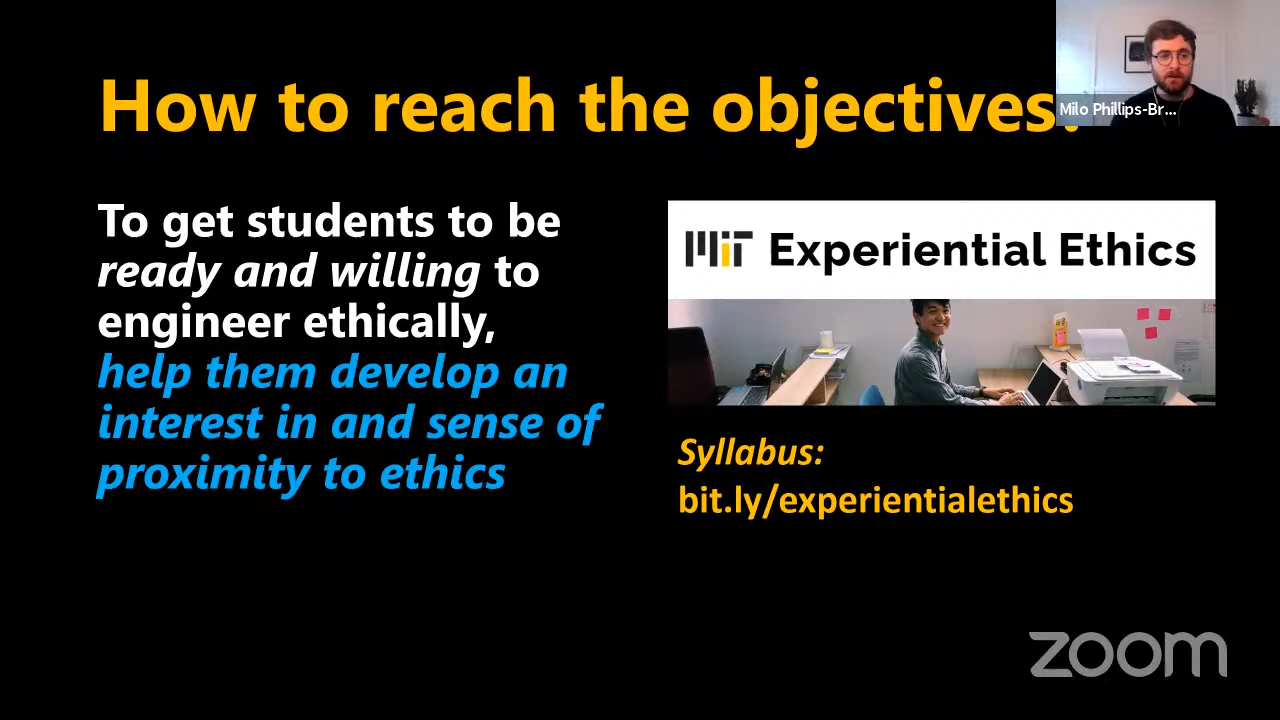 How to reach the objectives
Milo Phillips-Br...
To get students to be
ready and willing to
engineer ethically,
help them develop an
interest in and sense of
proximity to ethics
MIT Experiential Ethics
Syllabus:
bit.ly/experientialethics
zoom